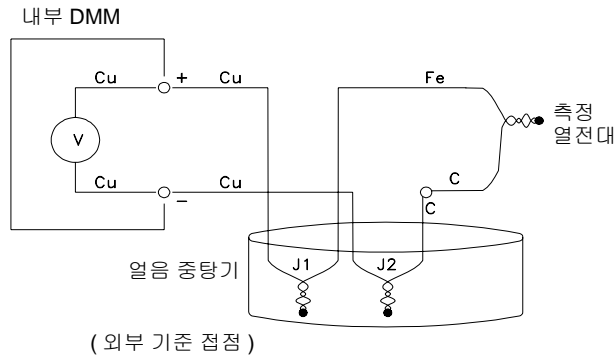 내부 DMM
Cu
+
Cu
Fe
V
측정
열전대
Cu
–
Cu
C
C
얼음 중탕기
J1
J2
( 외부 기준 접점 )